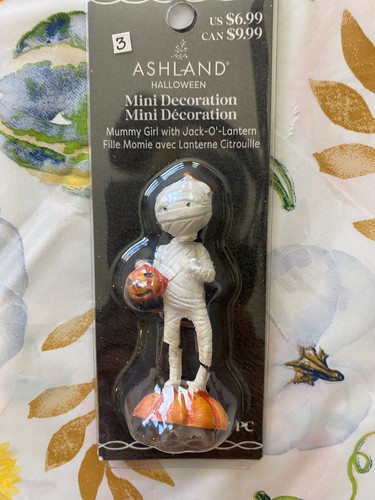 US $6.99
CAN $9.99
3
ASHLAND®
HALLOWEEN
Mini Decoration
Mini Décoration
Mummy Girl with Jack-O'-Lantern
Fille Momie avec Lanterne Citrouille
PC